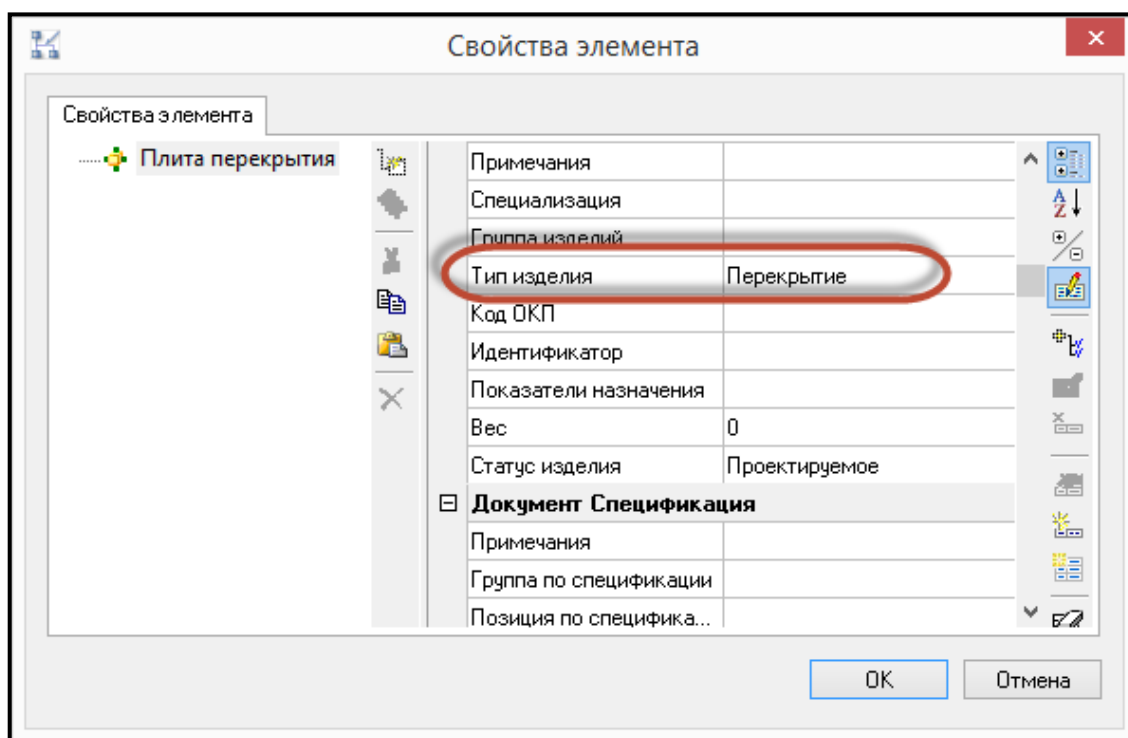 Свойства элемента
Свойства элемента
Плита перекрытия
Примечания
Специализация
Группа изделий
Тип изделия Перекрытие
Код ОКП
Идентификатор
Показатели назначения
Вес 0
Статус изделия Проектируемое
Документ Спецификация
Примечания
Группа по спецификации
Позиция по специфика...
OK Отмена